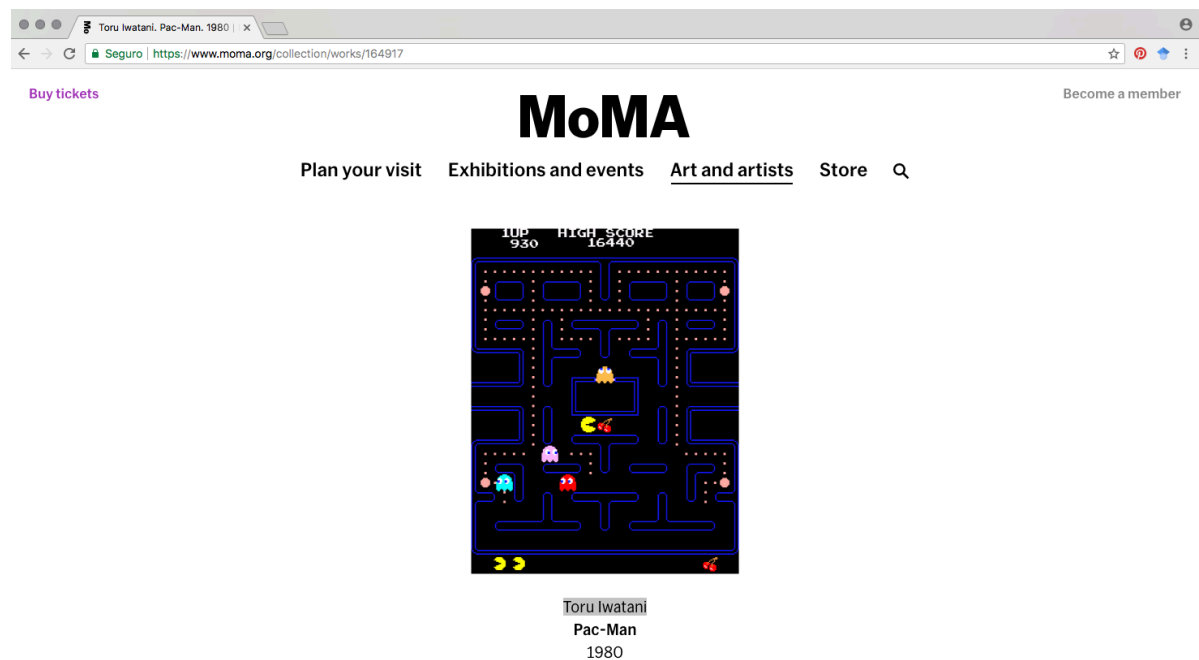 Toru Iwatani. Pac-Man. 1980 |
Seguro | https://www.moma.org/collection/works/164917
Buy tickets
MoMA
Become a member
Plan your visit Exhibitions and events Art and artists Store
1UP HIGH SCORE
930 16440
Toru Iwatani
Pac-Man
1980